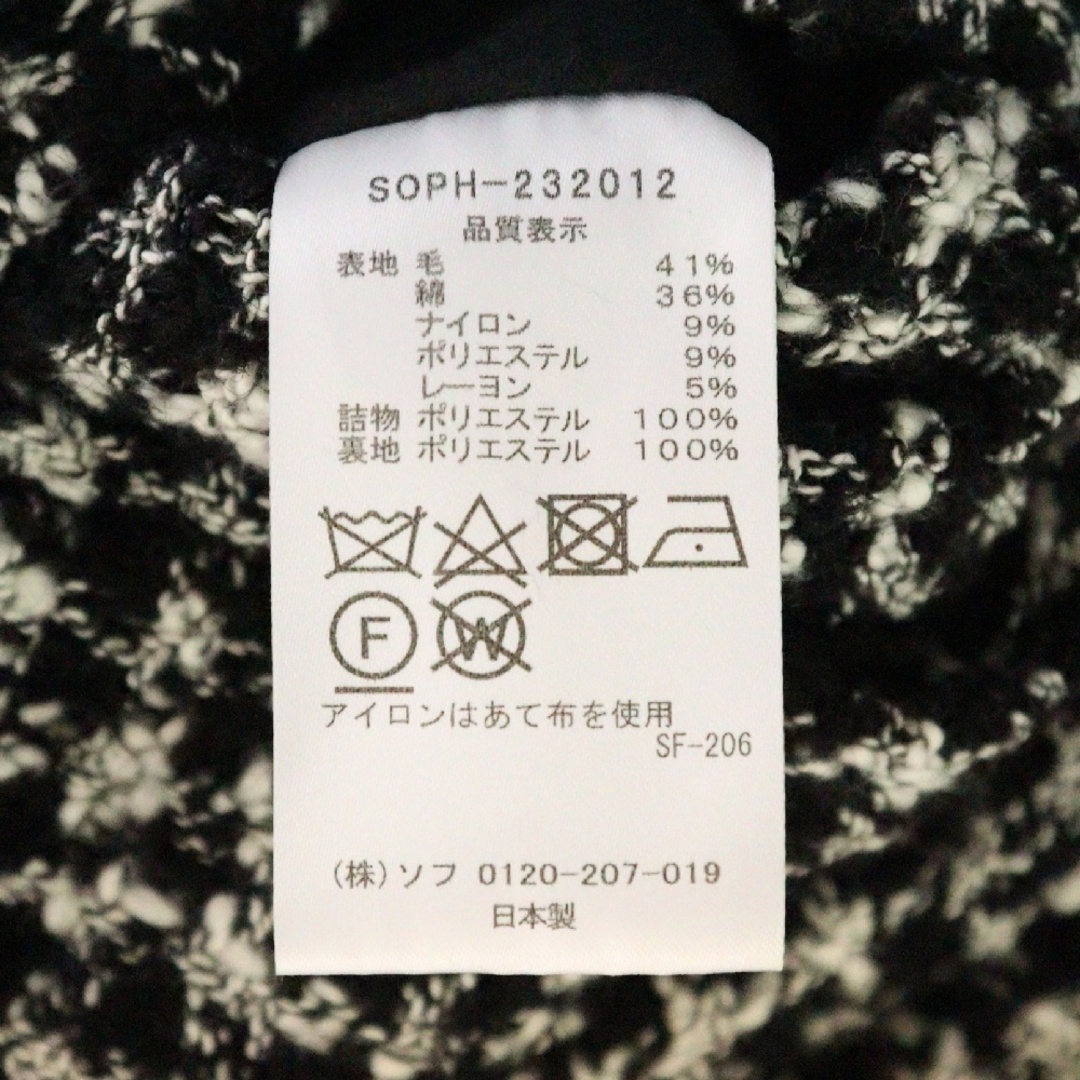 SOPH-232012
品質表示
表地 毛 41%
綿 36%
ナイロン 9%
ポリエステル 9%
レーヨン 5%
詰物 ポリエステル 100%
裏地 ポリエステル 100%
F W
アイロンはあて布を使用
SF-206
(株)ソフ 0120-207-019
日本製